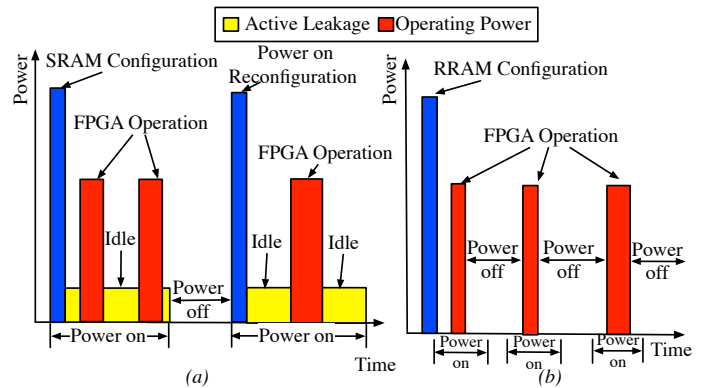 Active Leakage Operating Power
Power
SRAM Configuration
Power on
Reconfiguration
FPGA Operation
FPGA Operation
Idle
Idle
Idle
Power
off
Power on
Power on
Time
(a)
Power
RRAM Configuration
FPGA Operation
Power
off
Power
off
Power
off
Power
on
Power
on
Power
on
Time
(b)